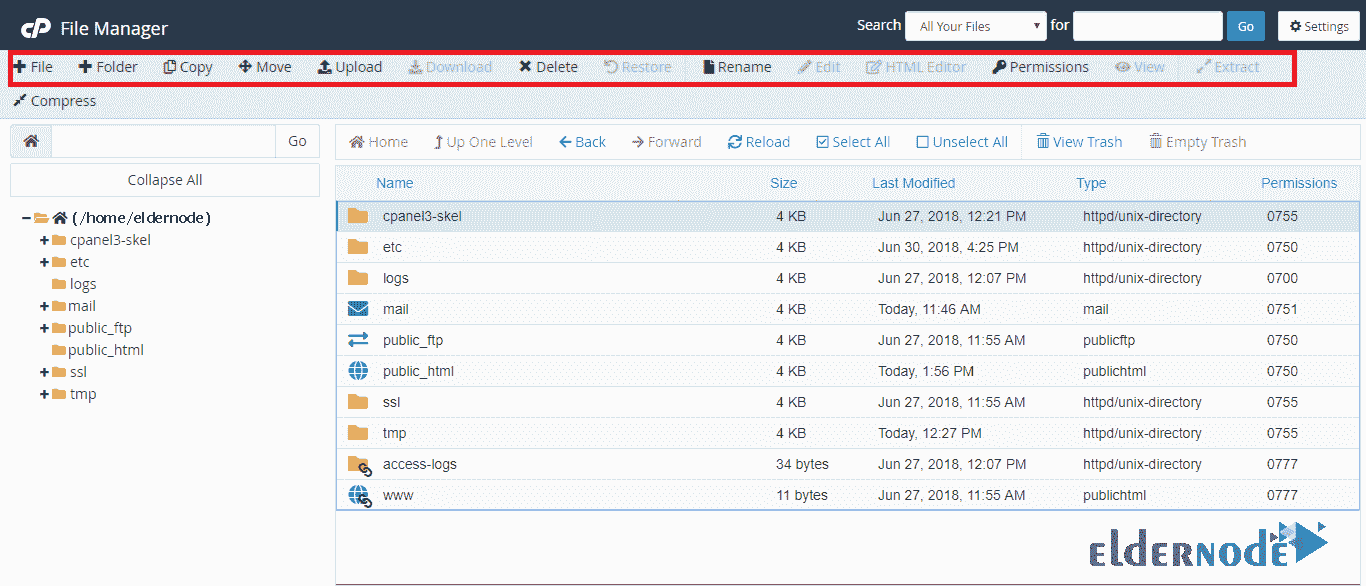 cP File Manager Search All Your Files for Go Settings
File Folder Copy Move Upload Download Delete Restore Rename Edit HTML Editor Permissions View Extract
Compress
Go Home Up One Level Back Forward Reload Select All Unselect All View Trash Empty Trash
Collapse All
(/home/eldernode)
cpanel3-skel
etc
logs
mail
public_ftp
public_html
ssl
tmp
Name Size Last Modified Type Permissions
cpanel3-skel 4 KB Jun 27, 2018, 12:21 PM httpd/unix-directory 0755
etc 4 KB Jun 30, 2018, 4:25 PM httpd/unix-directory 0750
logs 4 KB Jun 27, 2018, 12:07 PM httpd/unix-directory 0700
mail 4 KB Today, 11:46 AM mail 0751
public_ftp 4 KB Jun 27, 2018, 11:55 AM publicftp 0750
public_html 4 KB Today, 1:56 PM publichtml 0750
ssl 4 KB Jun 27, 2018, 11:55 AM httpd/unix-directory 0755
tmp 4 KB Today, 12:27 PM httpd/unix-directory 0755
access-logs 34 bytes Jun 27, 2018, 12:07 PM httpd/unix-directory 0777
www 11 bytes Jun 27, 2018, 11:55 AM publichtml 0777
ELDERNODE